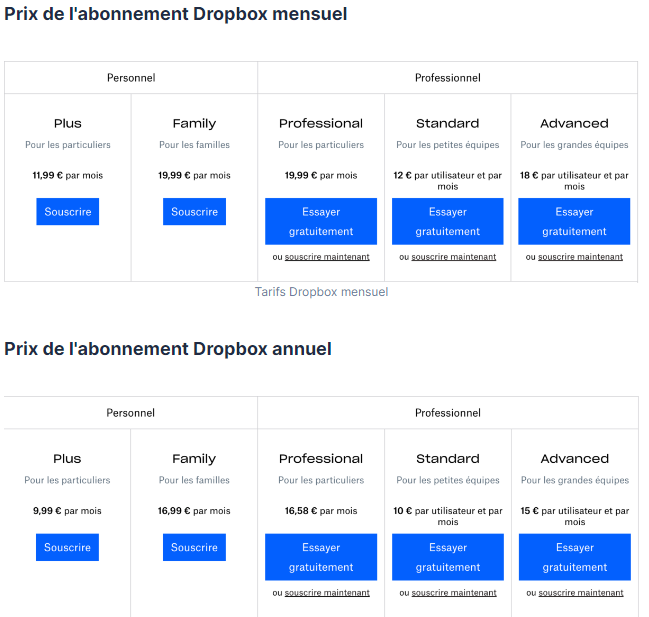 Prix de l'abonnement Dropbox mensuel
Personnel
Professionnel
Plus
Pour les particuliers
11,99 € par mois
Souscrire
Family
Pour les familles
19,99 € par mois
Souscrire
Professional
Pour les particuliers
19,99 € par mois
Essayer
gratuitement
ou souscrire maintenant
Standard
Pour les petites équipes
12 € par utilisateur et par
mois
Essayer
gratuitement
ou souscrire maintenant
Advanced
Pour les grandes équipes
18 € par utilisateur et par
mois
Essayer
gratuitement
ou souscrire maintenant
Tarifs Dropbox mensuel
Prix de l'abonnement Dropbox annuel
Personnel
Professionnel
Plus
Pour les particuliers
9,99 € par mois
Souscrire
Family
Pour les familles
16,99 € par mois
Souscrire
Professional
Pour les particuliers
16,58 € par mois
Essayer
gratuitement
ou souscrire maintenant
Standard
Pour les petites équipes
10 € par utilisateur et par
mois
Essayer
gratuitement
ou souscrire maintenant
Advanced
Pour les grandes équipes
15 € par utilisateur et par
mois
Essayer
gratuitement
ou souscrire maintenant